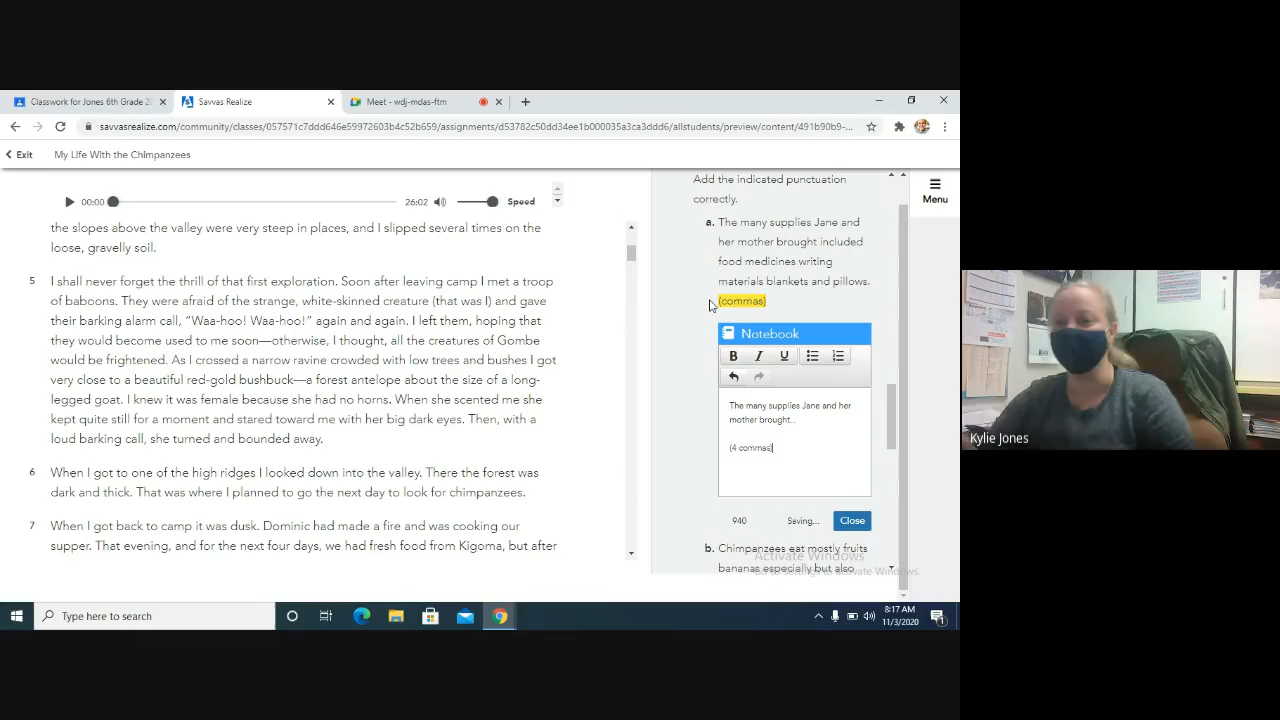 Classwork for Jones 6th Grade 20
Savvas Realize
Meet - wdj-mdas-ftm
savvasrealize.com/community/classes/057571c7ddd646e59972603b4c52b659/assignments/d53782c50dd34ee1b000035a3ca3ddd6/allstudents/preview/content/491b90b9-...
Exit
My Life With the Chimpanzees
00:00
26:02
Speed
the slopes above the valley were very steep in places, and I slipped several times on the
loose, gravelly soil.
5 I shall never forget the thrill of that first exploration. Soon after leaving camp I met a troop
of baboons. They were afraid of the strange, white-skinned creature (that was I) and gave
their barking alarm call, “Waa-hoo! Waa-hoo!” again and again. I left them, hoping that
they would become used to me soon—otherwise, I thought, all the creatures of Gombe
would be frightened. As I crossed a narrow ravine crowded with low trees and bushes I got
very close to a beautiful red-gold bushbuck—a forest antelope about the size of a long-
legged goat. I knew it was female because she had no horns. When she scented me she
kept quite still for a moment and stared toward me with her big dark eyes. Then, with a
loud barking call, she turned and bounded away.
6 When I got to one of the high ridges I looked down into the valley. There the forest was
dark and thick. That was where I planned to go the next day to look for chimpanzees.
7 When I got back to camp it was dusk. Dominic had made a fire and was cooking our
supper. That evening, and for the next four days, we had fresh food from Kigoma, but after
Add the indicated punctuation
correctly.
a. The many supplies Jane and
her mother brought included
food medicines writing
materials blankets and pillows.
(commas)
Notebook
B I U
The many supplies Jane and her
mother brought...
(4 commas)
940
Saving...
Close
b. Chimpanzees eat mostly fruits
bananas especially but also
Activate Windows
Go to Settings to activate Windows.
Menu
Kylie Jones
Type here to search
8:17 AM
11/3/2020
1